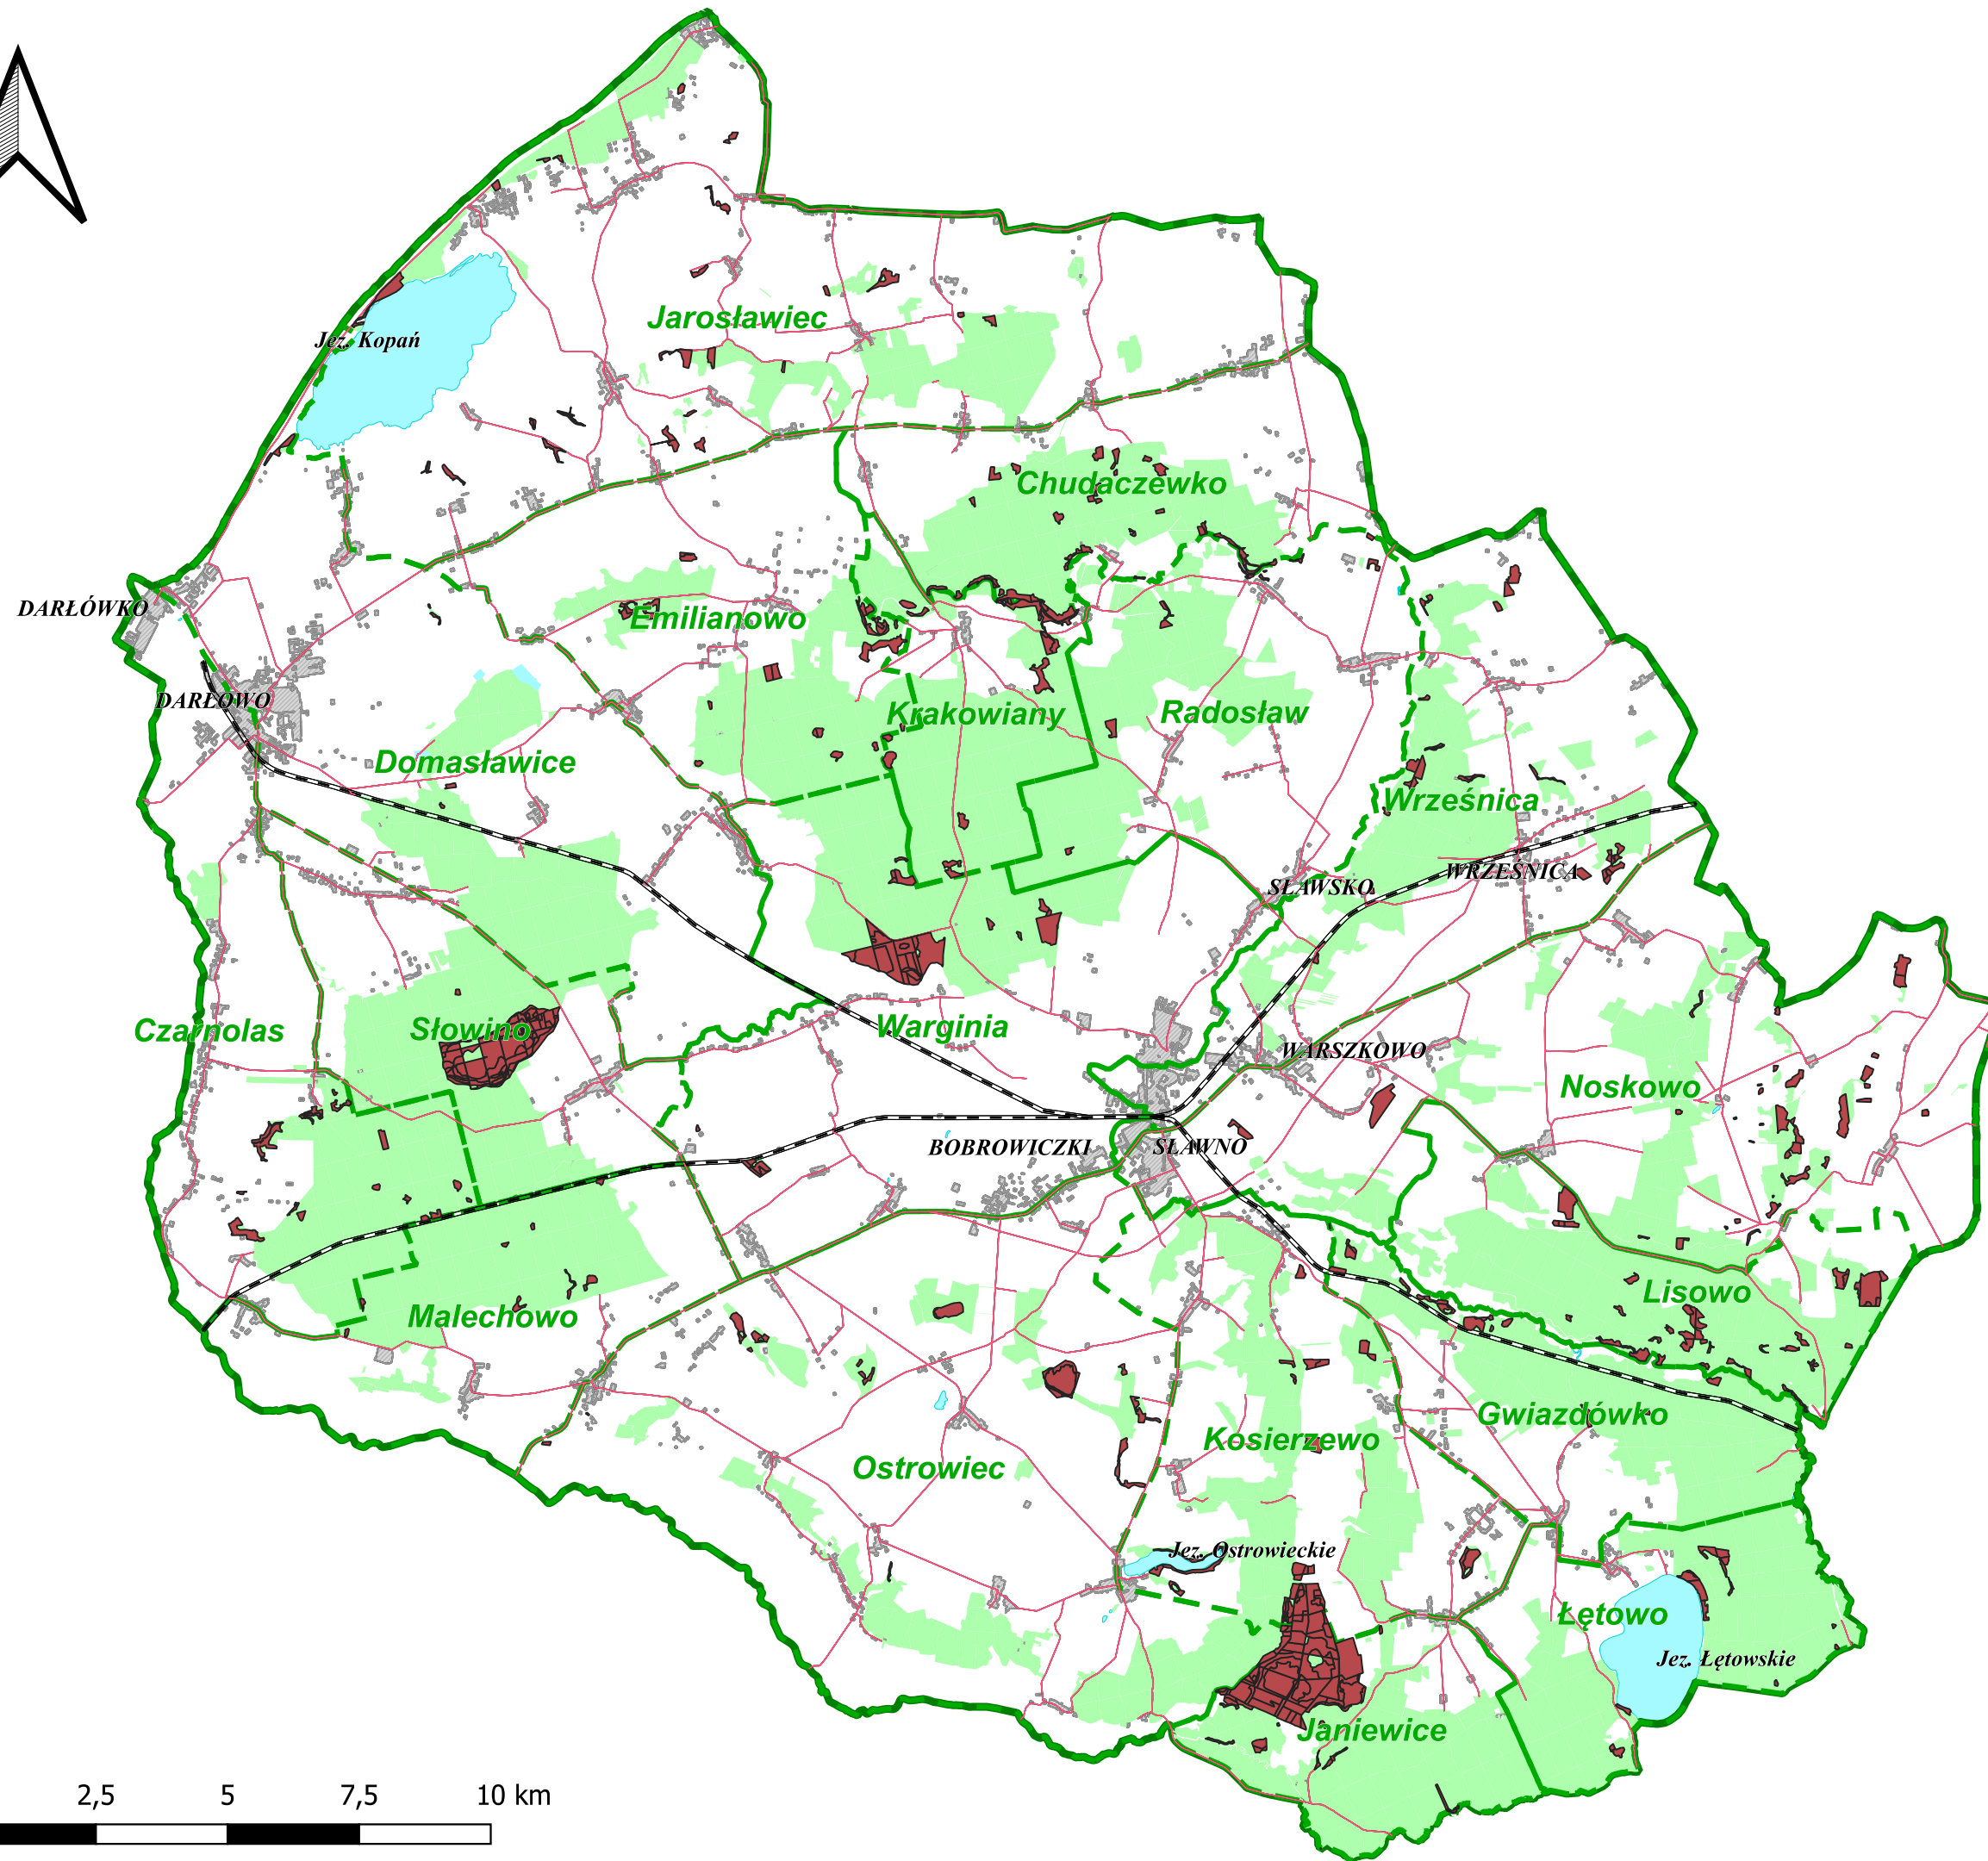 Jarosławiec
Jez. Kopań
Chudaczewko
DARŁÓWKO
Emilianowo
DARŁOWO
Krakowiany
Radosław
Domasławice
Wrześnica
WRZEŚNICA
SŁAWSKO
Czarnolas
Słowino
Warginia
WARSZKOWO
Noskowo
BOBROWICZKI
SŁAWNO
Lisowo
Malechowo
Gwiazdówko
Kosierzewo
Ostrowiec
Jez. Ostrowieckie
Łętowo
Jez. Łętowskie
Janiewice
2,5 5 7,5 10 km